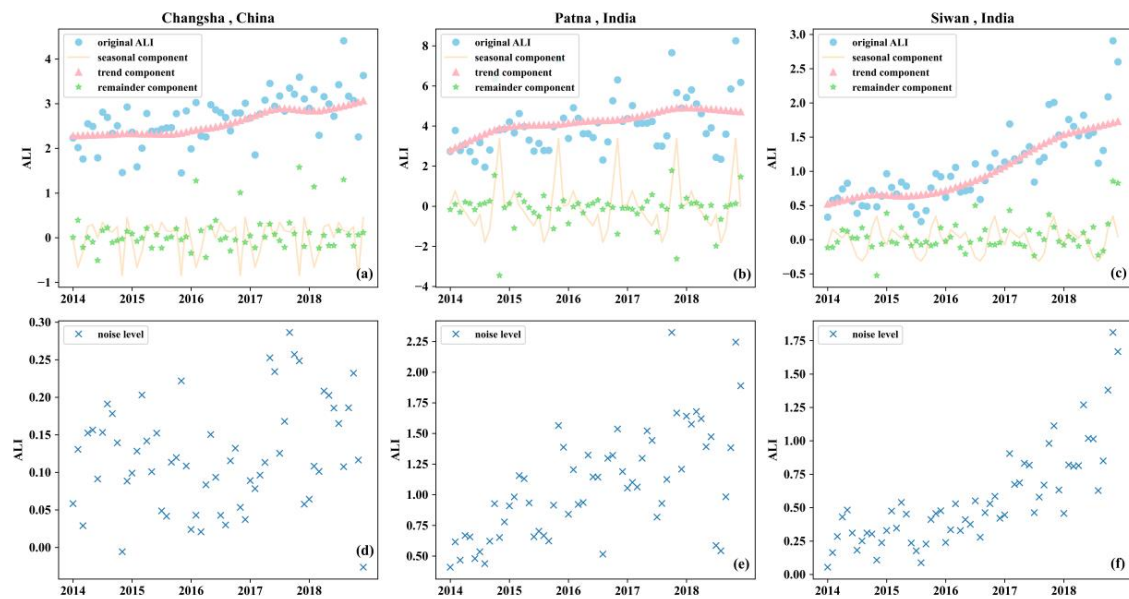 Changsha , China
Patna , India
Siwan , India
original ALI
seasonal component
trend component
remainder component
original ALI
seasonal component
trend component
remainder component
original ALI
seasonal component
trend component
remainder component
ALI
4
3
2
1
0
−1
2014 2015 2016 2017 2018
(a)
ALI
8
6
4
2
0
−2
−4
2014 2015 2016 2017 2018
(b)
ALI
3.0
2.5
2.0
1.5
1.0
0.5
0.0
−0.5
2014 2015 2016 2017 2018
(c)
noise level
ALI
0.30
0.25
0.20
0.15
0.10
0.05
0.00
2014 2015 2016 2017 2018
(d)
noise level
ALI
2.25
2.00
1.75
1.50
1.25
1.00
0.75
0.50
2014 2015 2016 2017 2018
(e)
noise level
ALI
1.75
1.50
1.25
1.00
0.75
0.50
0.25
0.00
2014 2015 2016 2017 2018
(f)